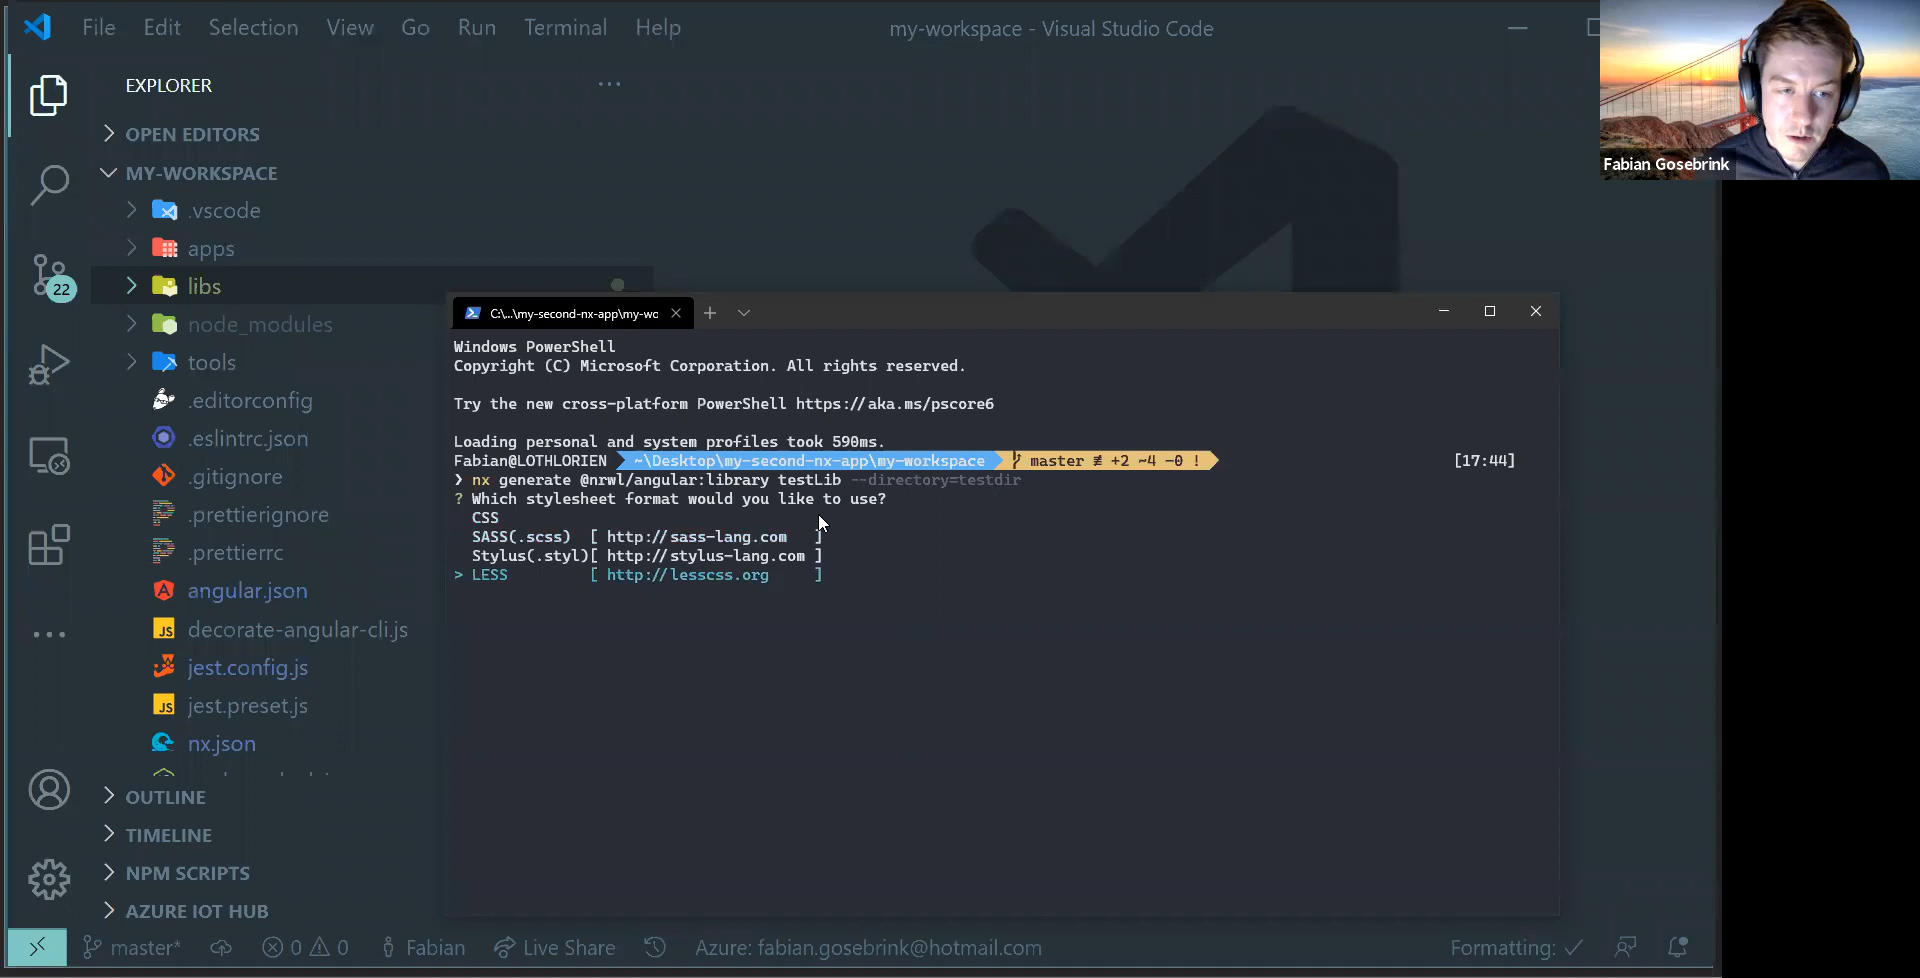 File Edit Selection View Go Run Terminal Help
my-workspace - Visual Studio Code
Fabian Gosebrink
EXPLORER
OPEN EDITORS
MY-WORKSPACE
.vscode
apps
libs
node_modules
tools
.editorconfig
.eslintrc.json
.gitignore
.prettierignore
.prettierrc
angular.json
decorate-angular-cli.js
jest.config.js
jest.preset.js
nx.json
OUTLINE
TIMELINE
NPM SCRIPTS
AZURE IOT HUB
22
C:\...\my-second-nx-app\my-wo
Windows PowerShell
Copyright (C) Microsoft Corporation. All rights reserved.
Try the new cross-platform PowerShell https://aka.ms/pscore6
Loading personal and system profiles took 590ms.
Fabian@LOTHLORIEN ~\Desktop\my-second-nx-app\my-workspace master ≢ +2 ~4 -0 ! [17:44]
❯ nx generate @nrwl/angular:library testLib --directory=testdir
? Which stylesheet format would you like to use?
CSS
SASS(.scss) [ http://sass-lang.com ]
Stylus(.styl)[ http://stylus-lang.com ]
> LESS [ http://lesscss.org ]
master* 0 0 Fabian Live Share Azure: fabian.gosebrink@hotmail.com Formatting: ✓